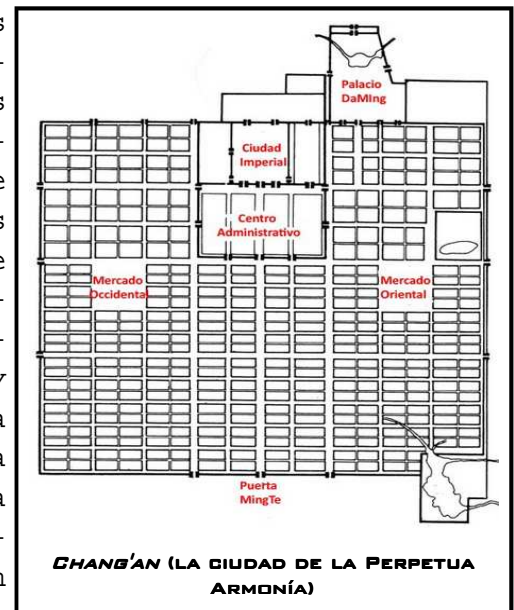 Palacio
DaMIng
Ciudad
Imperial
Centro
Administrativo
Mercado
Occidental
Mercado
Oriental
Puerta
MingTe
CHANG'AN (LA CIUDAD DE LA PERPETUA
ARMONÍA)